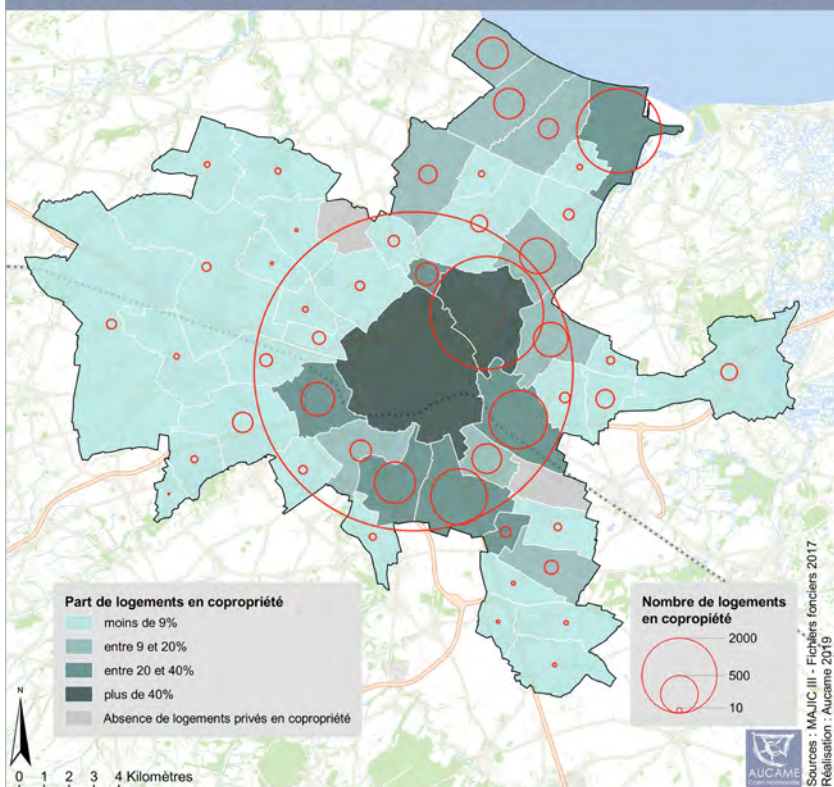 Part de logements en copropriété
moins de 9%
entre 9 et 20%
entre 20 et 40%
plus de 40%
Absence de logements privés en copropriété
Nombre de logements
en copropiété
2000
500
10
N
0 1 2 3 4 Kilomètres
AUCAME
Sources : MAJIC III - Fichiers fonciers 2017
Réalisation : Aucame 2019